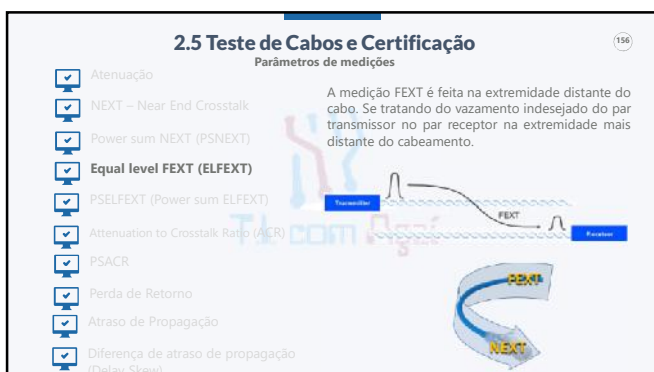 2.5 Teste de Cabos e Certificação
156
Parâmetros de medições
Atenuação
NEXT – Near End Crosstalk
Power sum NEXT (PSNEXT)
Equal level FEXT (ELFEXT)
PSELFEXT (Power sum ELFEXT)
Attenuation to Crosstalk Ratio (ACR)
PSACR
Perda de Retorno
Atraso de Propagação
Diferença de atraso de propagação
(Delay Skew)
A medição FEXT é feita na extremidade distante do
cabo. Se tratando do vazamento indesejado do par
transmissor no par receptor na extremidade mais
distante do cabeamento.
Transmitter
FEXT
Receiver
FEXT
NEXT
T.I. com Agaí